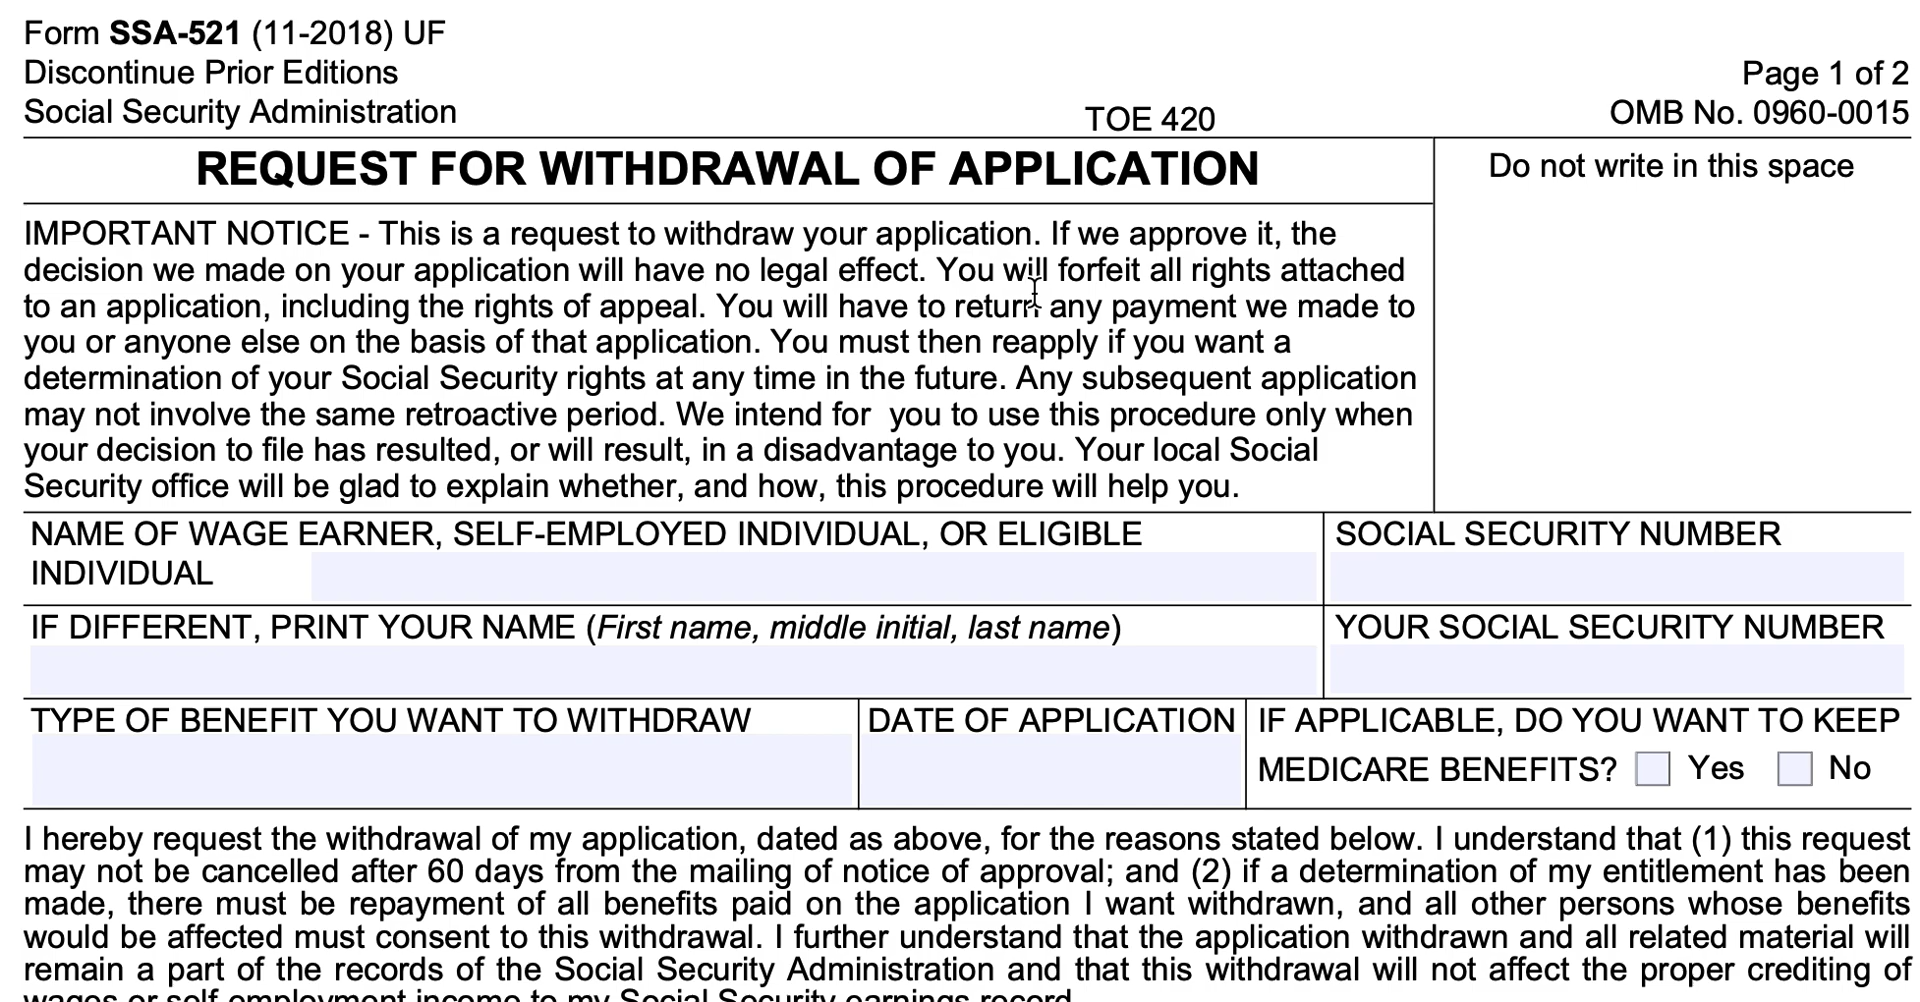 Form SSA-521 (11-2018) UF
Discontinue Prior Editions
Social Security Administration
TOE 420
Page 1 of 2
OMB No. 0960-0015
REQUEST FOR WITHDRAWAL OF APPLICATION
Do not write in this space
IMPORTANT NOTICE - This is a request to withdraw your application. If we approve it, the
decision we made on your application will have no legal effect. You will forfeit all rights attached
to an application, including the rights of appeal. You will have to return any payment we made to
you or anyone else on the basis of that application. You must then reapply if you want a
determination of your Social Security rights at any time in the future. Any subsequent application
may not involve the same retroactive period. We intend for  you to use this procedure only when
your decision to file has resulted, or will result, in a disadvantage to you. Your local Social
Security office will be glad to explain whether, and how, this procedure will help you.
NAME OF WAGE EARNER, SELF-EMPLOYED INDIVIDUAL, OR ELIGIBLE
INDIVIDUAL
SOCIAL SECURITY NUMBER
IF DIFFERENT, PRINT YOUR NAME (First name, middle initial, last name)
YOUR SOCIAL SECURITY NUMBER
TYPE OF BENEFIT YOU WANT TO WITHDRAW
DATE OF APPLICATION
IF APPLICABLE, DO YOU WANT TO KEEP
MEDICARE BENEFITS? Yes No
I hereby request the withdrawal of my application, dated as above, for the reasons stated below. I understand that (1) this request
may not be cancelled after 60 days from the mailing of notice of approval; and (2) if a determination of my entitlement has been
made, there must be repayment of all benefits paid on the application I want withdrawn, and all other persons whose benefits
would be affected must consent to this withdrawal. I further understand that the application withdrawn and all related material will
remain a part of the records of the Social Security Administration and that this withdrawal will not affect the proper crediting of
wages or self-employment income to my Social Security earnings record.